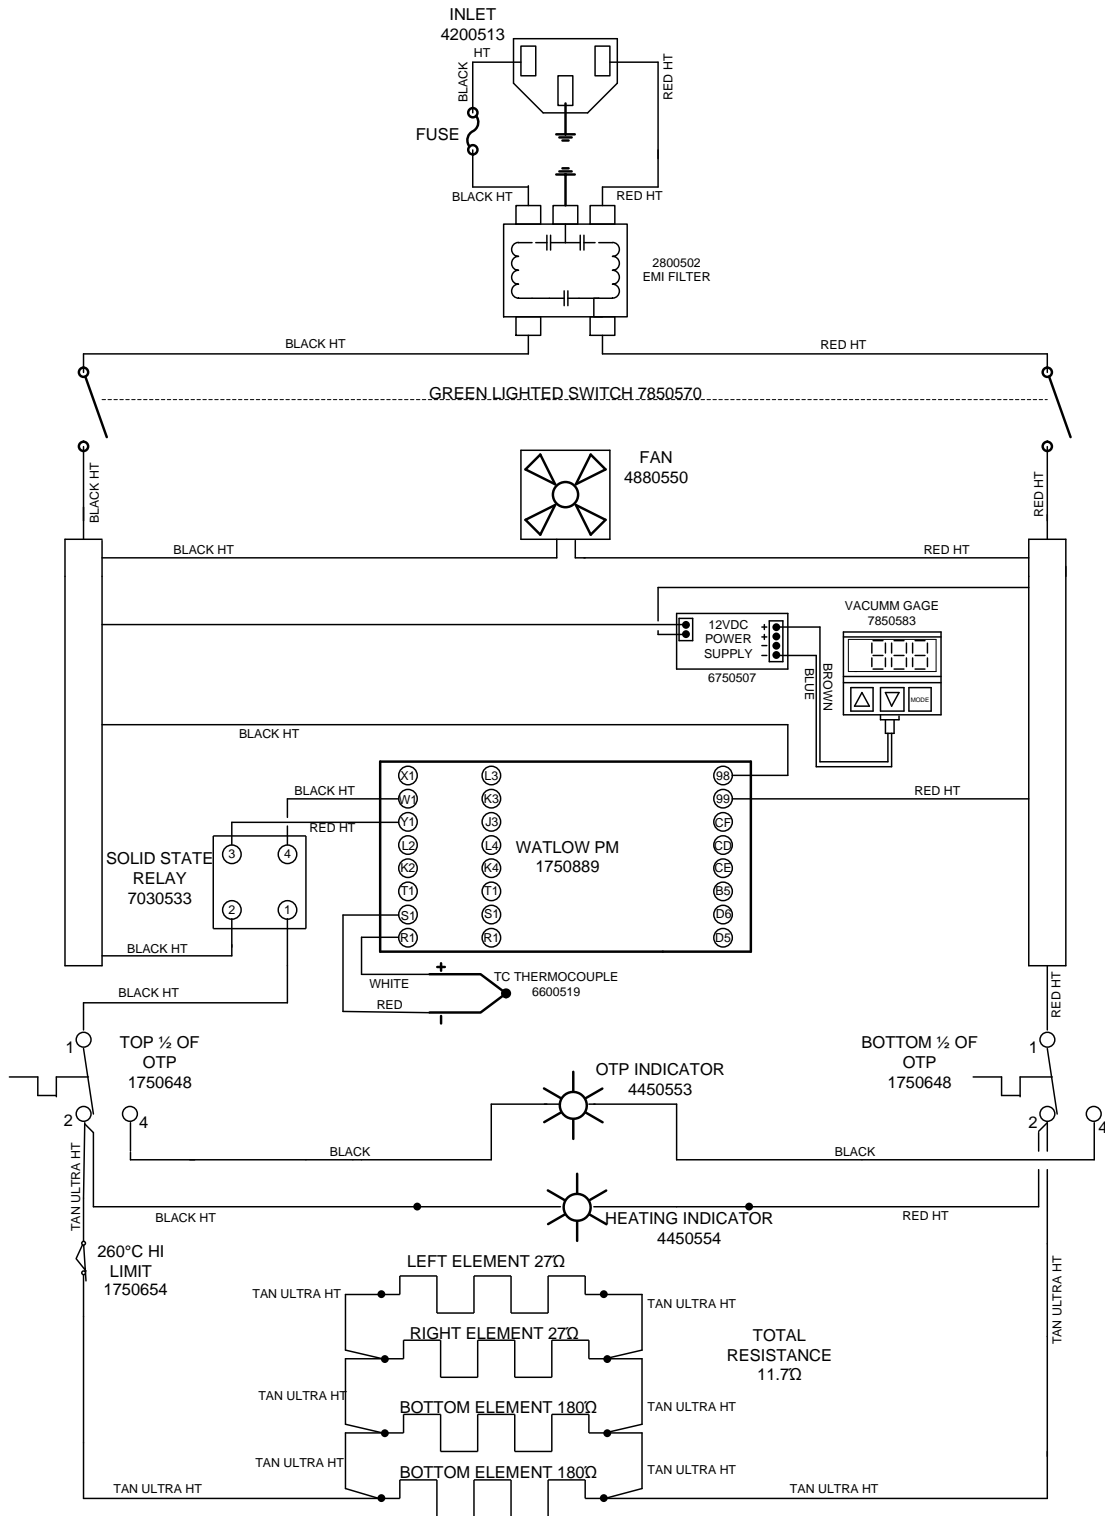 INLET
4200513
BLACK
HT
RED HT
FUSE
BLACK HT
RED HT
2800502
EMI FILTER
BLACK HT
RED HT
GREEN LIGHTED SWITCH 7850570
FAN
4880550
BLACK HT
RED HT
BLACK HT
RED HT
VACUMM GAGE
7850583
12VDC
POWER
SUPPLY
+
+
−
−
6750507
BLUE
BROWN
MODE
BLACK HT
X1
L3
98
BLACK HT
W1
K3
99
RED HT
RED HT
Y1
J3
CF
3
4
L2
L4
CD
WATLOW PM
1750889
SOLID STATE
RELAY
7030533
K2
K4
CE
T1
T1
B5
2
1
S1
S1
D6
R1
R1
D5
BLACK HT
+
WHITE
TC THERMOCOUPLE
6600519
RED
−
BLACK HT
RED HT
1
TOP ½ OF
OTP
1750648
2
4
OTP INDICATOR
4450553
BOTTOM ½ OF
OTP
1750648
1
2
4
BLACK
BLACK
TAN ULTRA HT
BLACK HT
HEATING INDICATOR
4450554
RED HT
260°C HI
LIMIT
1750654
LEFT ELEMENT 27Ω
TAN ULTRA HT
TAN ULTRA HT
TAN ULTRA HT
RIGHT ELEMENT 27Ω
TOTAL
RESISTANCE
11.7Ω
TAN ULTRA HT
TAN ULTRA HT
BOTTOM ELEMENT 180Ω
TAN ULTRA HT
TAN ULTRA HT
BOTTOM ELEMENT 180Ω
TAN ULTRA HT
TAN ULTRA HT